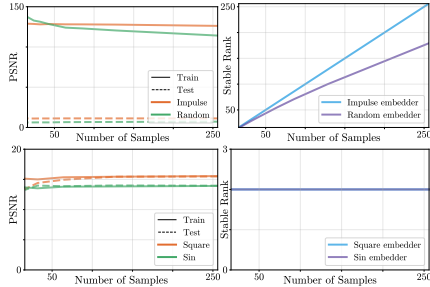 150
PSNR
0
50
250
Number of Samples
Train
Test
Impulse
Random
250
Stable Rank
50
50
250
Number of Samples
Impulse embedder
Random embedder
20
PSNR
0
50
250
Number of Samples
Train
Test
Square
Sin
3
Stable Rank
0
50
250
Number of Samples
Square embedder
Sin embedder